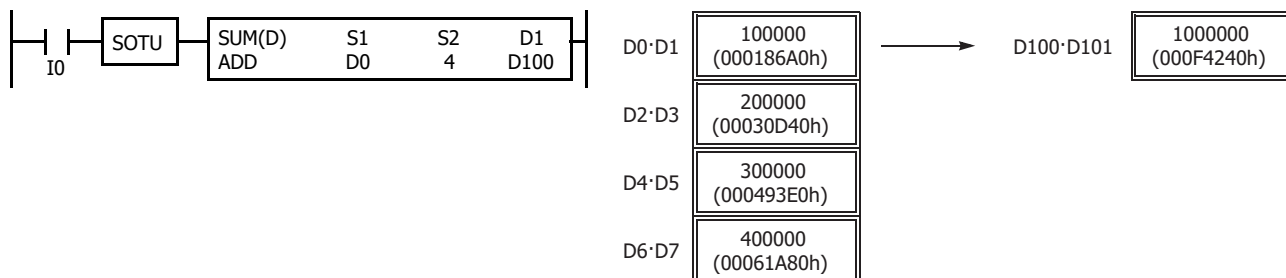 SOTU
SUM(D) S1 S2 D1
ADD D0 4 D100
I0
D0·D1
100000
(000186A0h)
D100·D101
1000000
(000F4240h)
D2·D3
200000
(00030D40h)
D4·D5
300000
(000493E0h)
D6·D7
400000
(00061A80h)